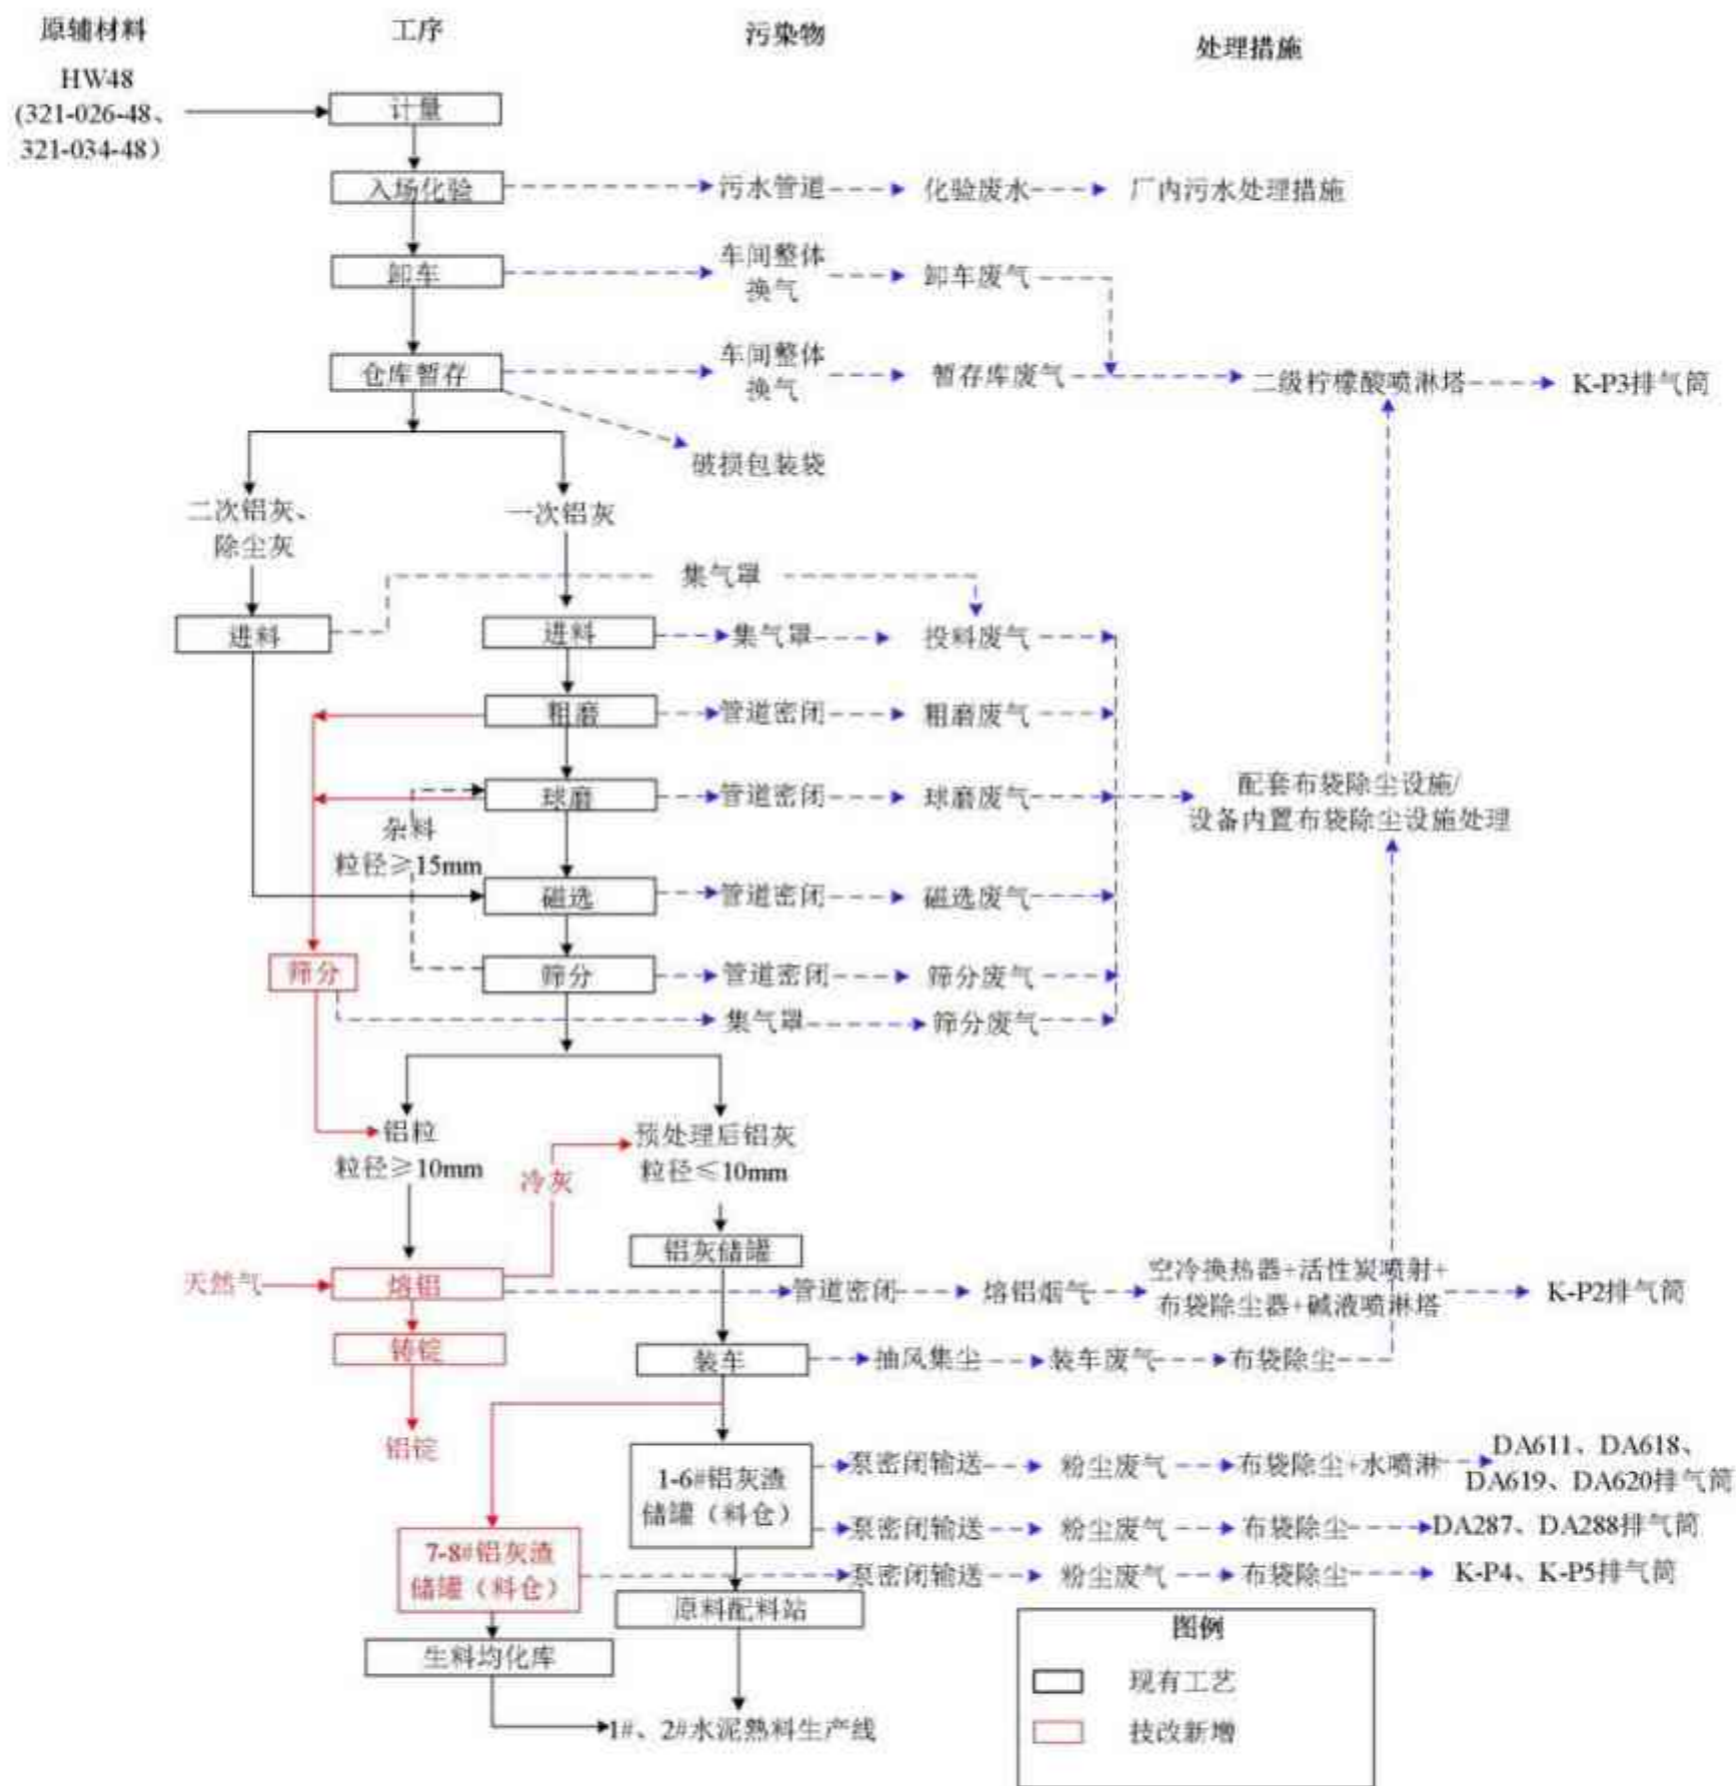 原辅材料
工序
污染物
处理措施
HW48
(321-026-48、
321-034-48）
计量
入场化验
污水管道
化验废水
厂内污水处理措施
卸车
车间整体
换气
卸车废气
仓库暂存
车间整体
换气
暂存库废气
二级柠檬酸喷淋塔
K-P3排气筒
破损包装袋
二次铝灰、
除尘灰
一次铝灰
集气罩
进料
进料
集气罩
投料废气
粗磨
管道密闭
粗磨废气
球磨
管道密闭
球磨废气
配套布袋除尘设施/
设备内置布袋除尘设施处理
杂料
粒径≥15mm
磁选
管道密闭
磁选废气
筛分
筛分
管道密闭
筛分废气
集气罩
筛分废气
铝粒
粒径≥10mm
冷灰
预处理后铝灰
粒径≤10mm
铝灰储罐
天然气
熔铝
管道密闭
熔铝烟气
空冷换热器+活性炭喷射+
布袋除尘器+碱液喷淋塔
K-P2排气筒
铸锭
装车
抽风集尘
装车废气
布袋除尘
铝锭
1-6#铝灰渣
储罐（料仓）
泵密闭输送
粉尘废气
布袋除尘+水喷淋
DA611、DA618、
DA619、DA620排气筒
泵密闭输送
粉尘废气
布袋除尘
DA287、DA288排气筒
7-8#铝灰渣
储罐（料仓）
泵密闭输送
粉尘废气
布袋除尘
K-P4、K-P5排气筒
原料配料站
生料均化库
1#、2#水泥熟料生产线
图例
现有工艺
技改新增